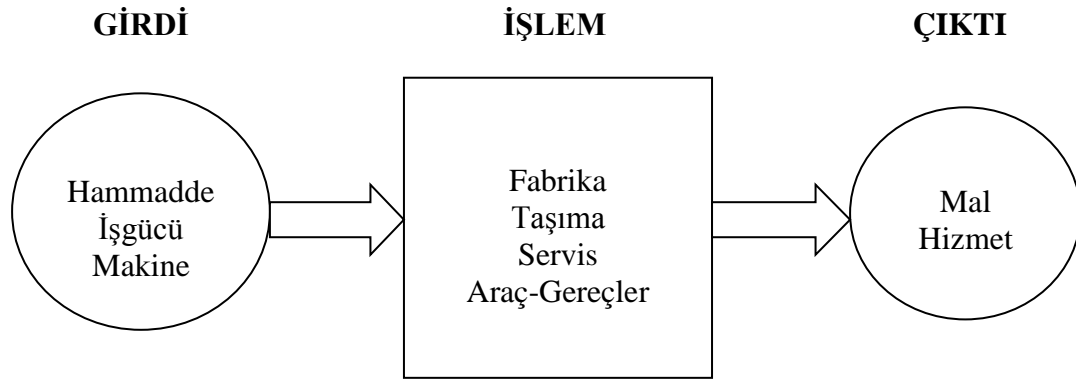 GİRDİ
İŞLEM
ÇIKTI
Hammadde
İşgücü
Makine
Fabrika
Taşıma
Servis
Araç-Gereçler
Mal
Hizmet